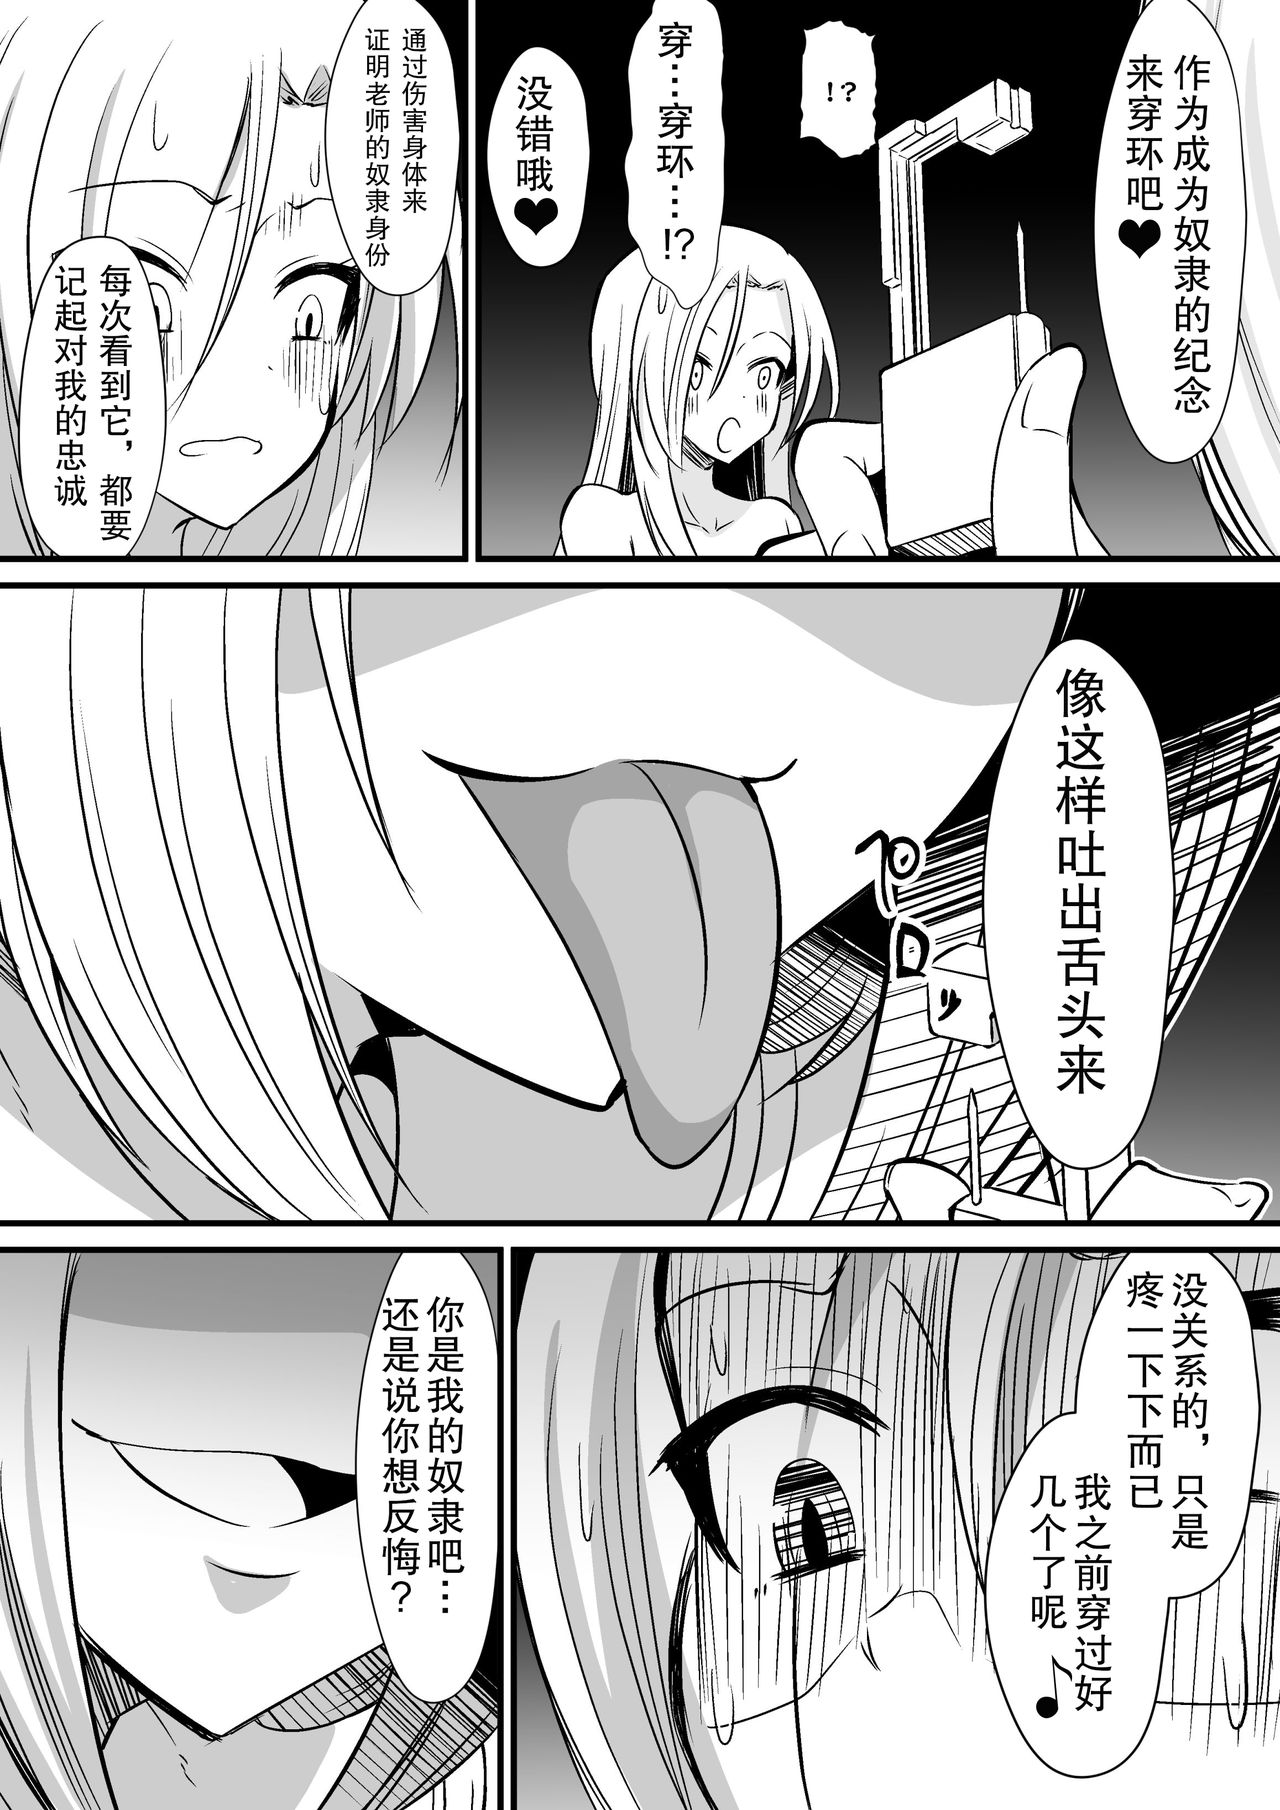 作为成为奴隶的纪念
来穿环吧♥
!?
穿…穿环…!?
没错哦♥
通过伤害身体来
证明老师的奴隶身份
每次看到它，都要
记起对我的忠诚
像这样吐出舌头来
ペロッ
没关系的，只是
疼一下下而已
我之前穿过好
几个了呢♪
你是我的奴隶吧…
还是说你想反悔？